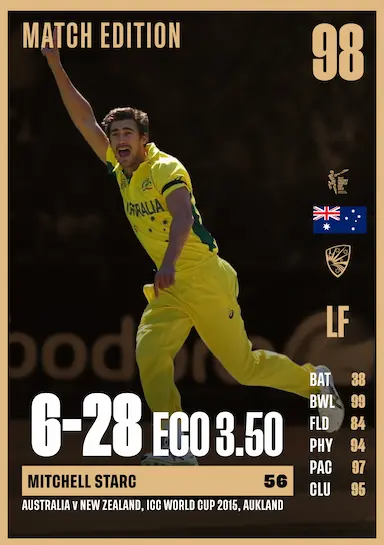 MATCH EDITION
98
AUSTRALIA
LF
BAT 38
BWL 99
FLD 84
PHY 94
PAC 97
CLU 95
6-28 ECO 3.50
MITCHELL STARC 56
AUSTRALIA v NEW ZEALAND, ICC WORLD CUP 2015, AUKLAND